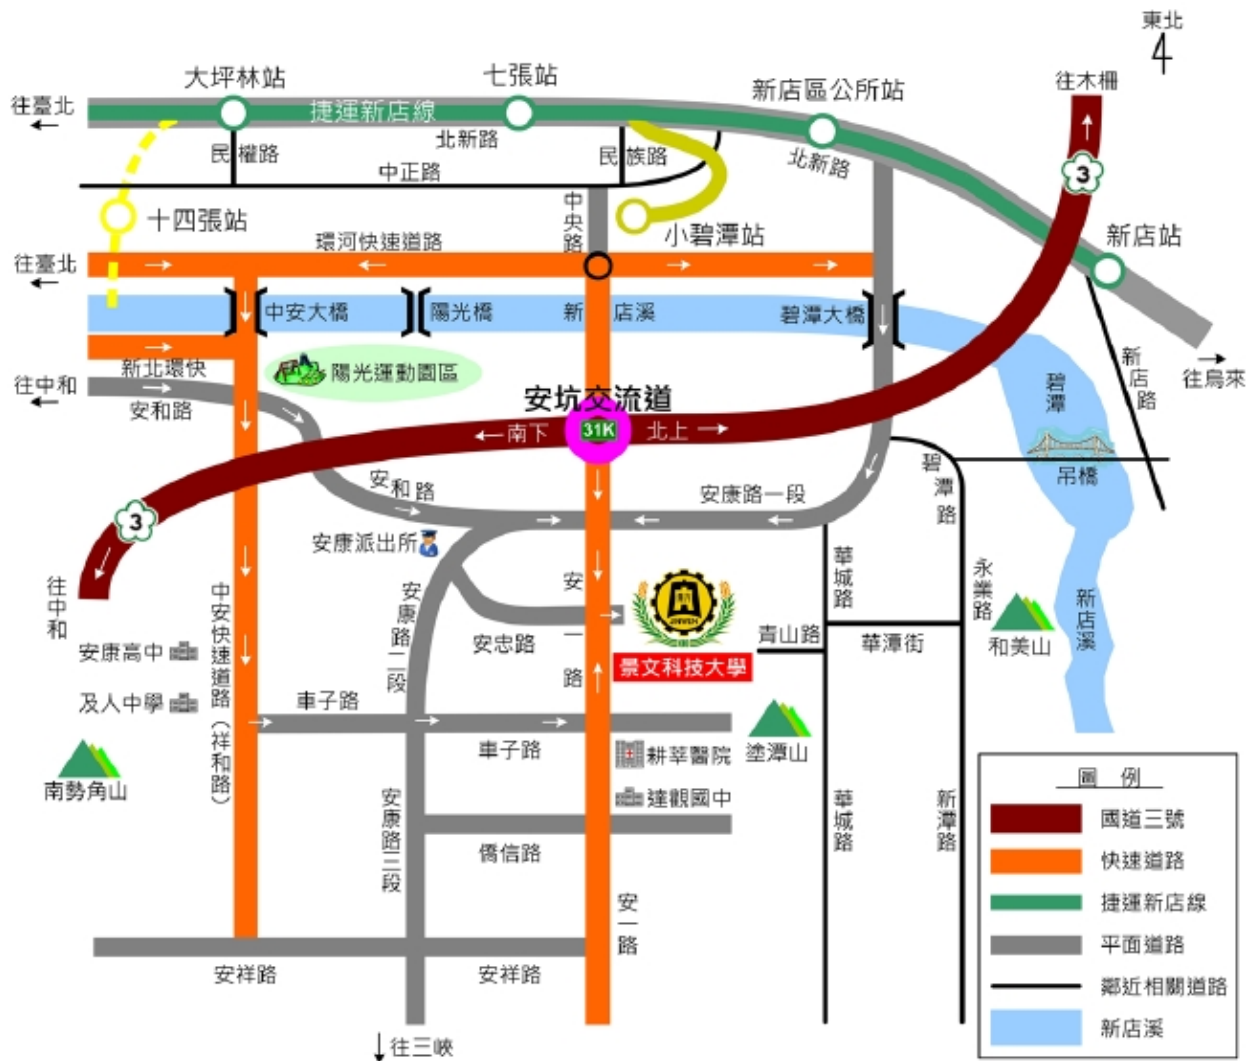 東北
往木柵
大坪林站
七張站
新店區公所站
往臺北
捷運新店線
北新路
北新路
3
民權路
民族路
中正路
十四張站
中央路
小碧潭站
新店站
環河快速道路
往臺北
中安大橋
陽光橋
新店溪
碧潭大橋
新北環快
陽光運動園區
往中和
安和路
新店路
往烏來
碧潭
安坑交流道
31K
南下
北上
碧潭路
吊橋
安和路
安康路一段
3
安康派出所
往中和
中安快速道路(祥和路)
安康路二段
安一路
JINWEN
景文科技大學
華城路
永業路
新店溪
安忠路
青山路
華潭街
和美山
安康高中
及人中學
車子路
車子路
塗潭山
南勢角山
耕莘醫院
達觀國中
安康路三段
華城路
新潭路
僑信路
安一路
安祥路
安祥路
往三峽
圖 例
國道三號
快速道路
捷運新店線
平面道路
鄰近相關道路
新店溪